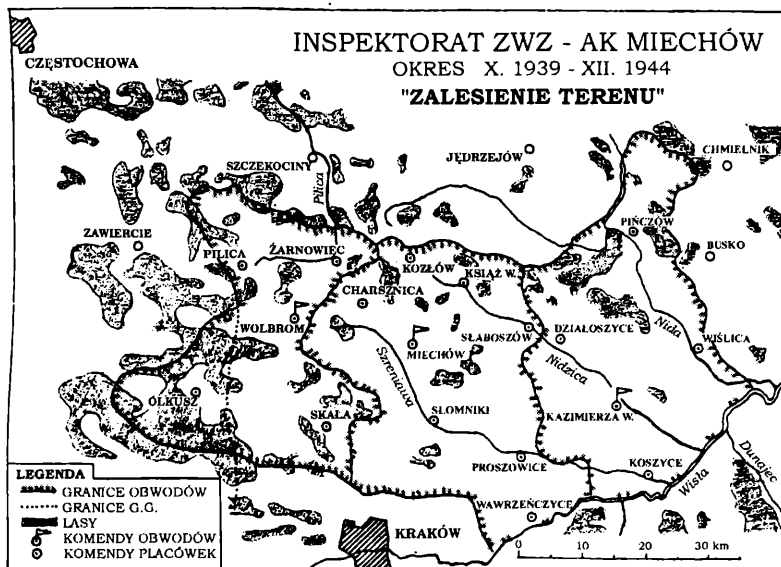 INSPEKTORAT ZWZ - AK MIECHÓW
OKRES X. 1939 - XII. 1944
"ZALESIENIE TERENU"
CZĘSTOCHOWA
SZCZEKOCINY
Pilica
JĘDRZEJÓW
CHMIELNIK
ZAWIERCIE
PILICA
ŻARNOWIEC
KOZŁÓW
KSIĄŻ W.
PIŃCZÓW
BUSKO
CHARSZNICA
WOLBROM
MIECHÓW
SŁABOSZÓW
DZIAŁOSZYCE
Nida
WIŚLICA
Szreniawa
Nidzica
OLKUSZ
SKAŁA
SŁOMNIKI
KAZIMIERZA W.
PROSZOWICE
KOSZYCE
Wisła
Dunajec
WAWRZEŃCZYCE
KRAKÓW
LEGENDA
GRANICE OBWODÓW
GRANICE G.G.
LASY
KOMENDY OBWODÓW
KOMENDY PLACÓWEK
0 10 20 30 km